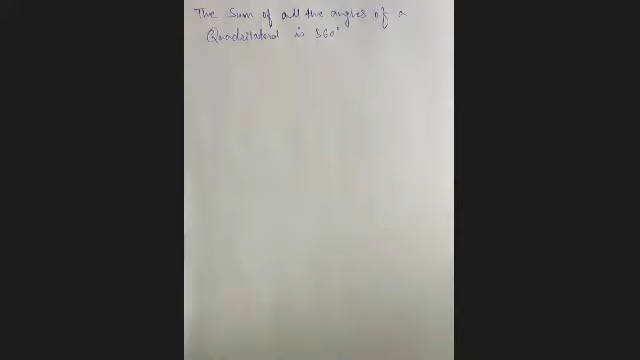 The Sum of all the angles of a
Quadrilateral is 360°